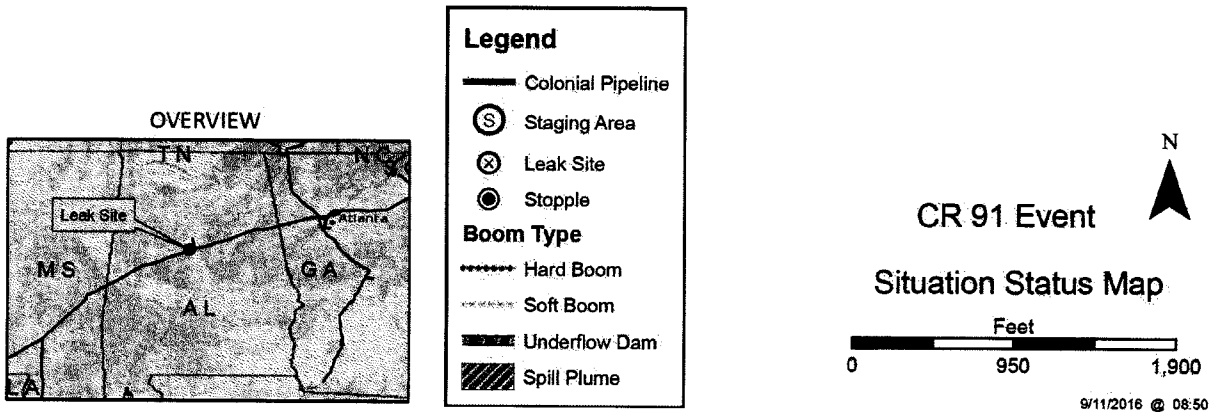 OVERVIEW
TN
NC
SC
Leak Site
Atlanta
MS
GA
AL
LA
Legend
Colonial Pipeline
S Staging Area
X Leak Site
Stopple
Boom Type
Hard Boom
Soft Boom
Underflow Dam
Spill Plume
N
CR 91 Event
Situation Status Map
Feet
0 950 1,900
9/11/2016 @ 08:50